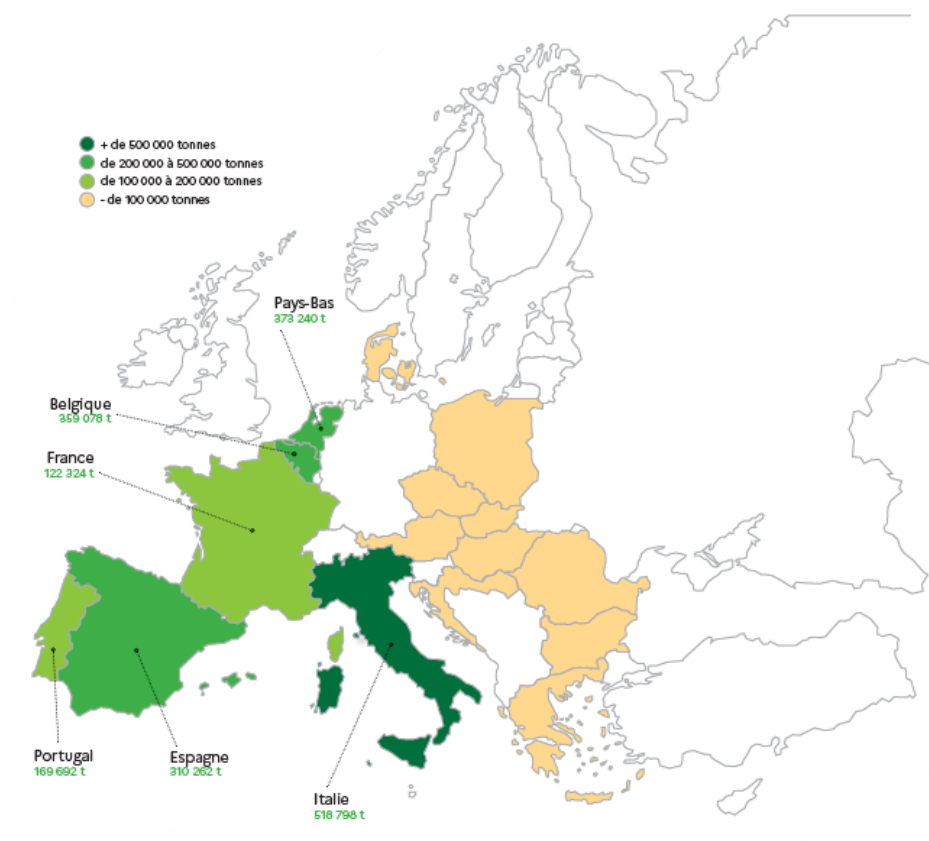 + de 500 000 tonnes
de 200 000 à 500 000 tonnes
de 100 000 à 200 000 tonnes
- de 100 000 tonnes
Pays-Bas
373 240 t
Belgique
359 078 t
France
122 324 t
Portugal
169 692 t
Espagne
310 262 t
Italie
518 798 t